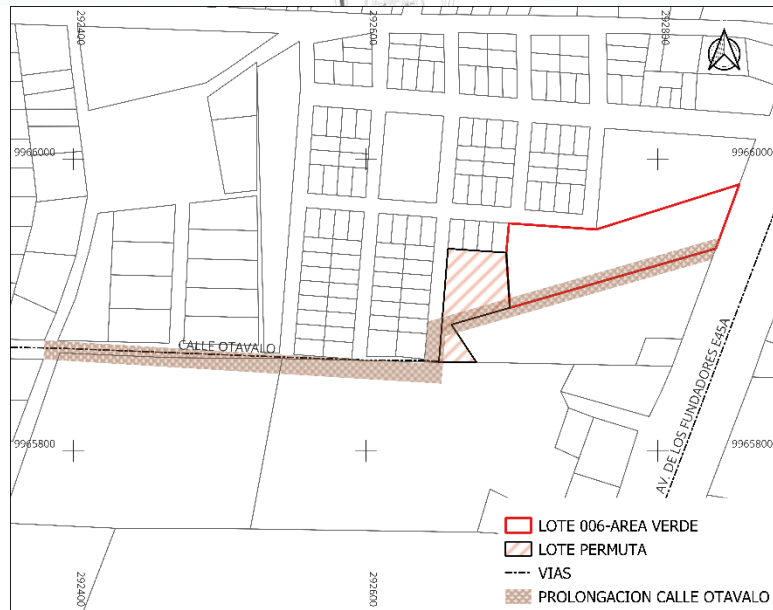 292400
292600
292800
9966000
9966000
CALLE OTAVALO
AV. DE LOS FUNDADORES E45A
9965800
9965800
LOTE 006-AREA VERDE
LOTE PERMUTA
VIAS
PROLONGACION CALLE OTAVALO
292400
292600